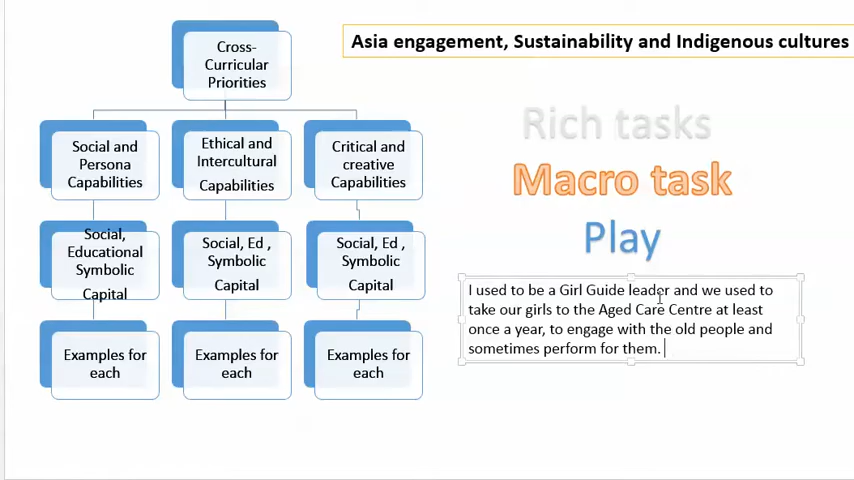 Asia engagement, Sustainability and Indigenous cultures
Cross-
Curricular
Priorities
Social and
Persona
Capabilities
Ethical and
Intercultural
Capabilities
Critical and
creative
Capabilities
Social,
Educational
Symbolic
Capital
Social, Ed ,
Symbolic
Capital
Social, Ed ,
Symbolic
Capital
Examples for
each
Examples for
each
Examples for
each
Rich tasks
Macro task
Play
I used to be a Girl Guide leader and we used to
take our girls to the Aged Care Centre at least
once a year, to engage with the old people and
sometimes perform for them.